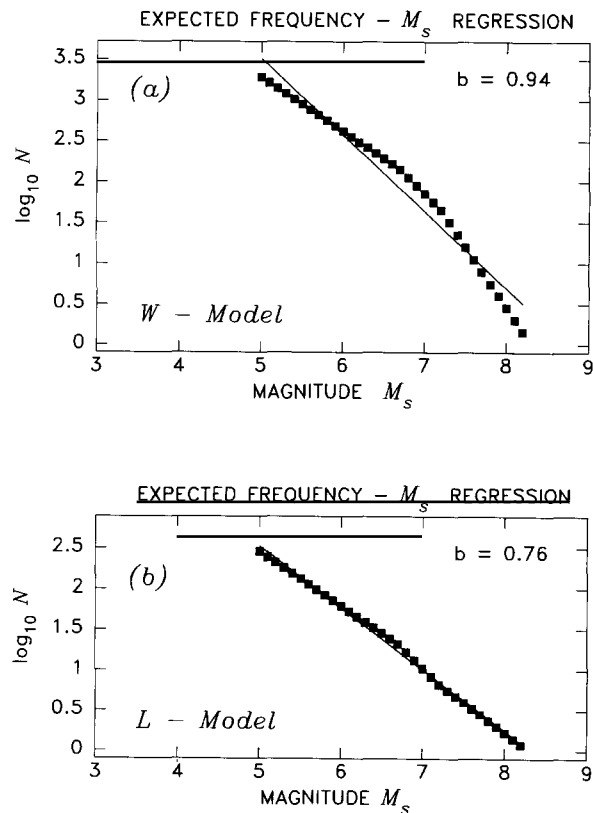 EXPECTED FREQUENCY – Ms REGRESSION
3.5
3
2.5
2
1.5
1
0.5
0
log10 N
(a)
b = 0.94
W – Model
3 4 5 6 7 8 9
MAGNITUDE Ms
EXPECTED FREQUENCY – Ms REGRESSION
2.5
2
1.5
1
0.5
0
log10 N
(b)
b = 0.76
L – Model
3 4 5 6 7 8 9
MAGNITUDE Ms